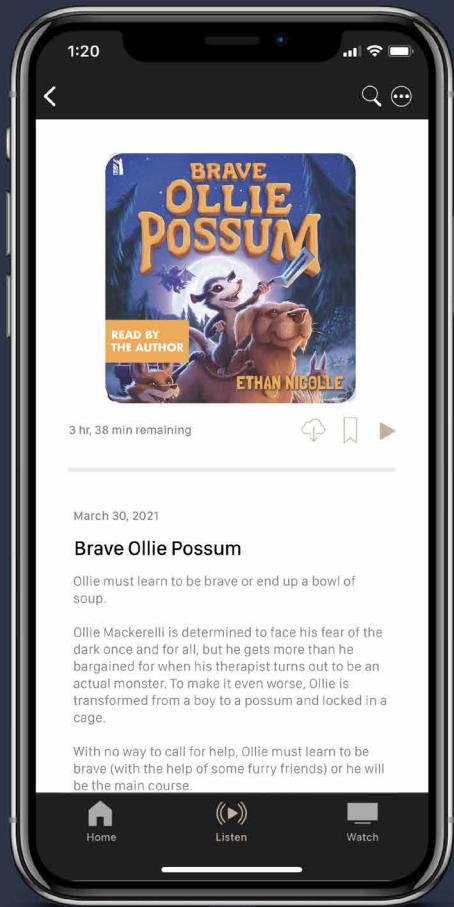 1:20
BRAVE
OLLIE
POSSUM
READ BY
THE AUTHOR
ETHAN NICOLLE
3 hr, 38 min remaining
March 30, 2021
Brave Ollie Possum
Ollie must learn to be brave or end up a bowl of
soup.
Ollie Mackerelli is determined to face his fear of the
dark once and for all, but he gets more than he
bargained for when his therapist turns out to be an
actual monster. To make it even worse, Ollie is
transformed from a boy to a possum and locked in a
cage.
With no way to call for help, Ollie must learn to be
brave (with the help of some furry friends) or he will
be the main course.
Home
Listen
Watch